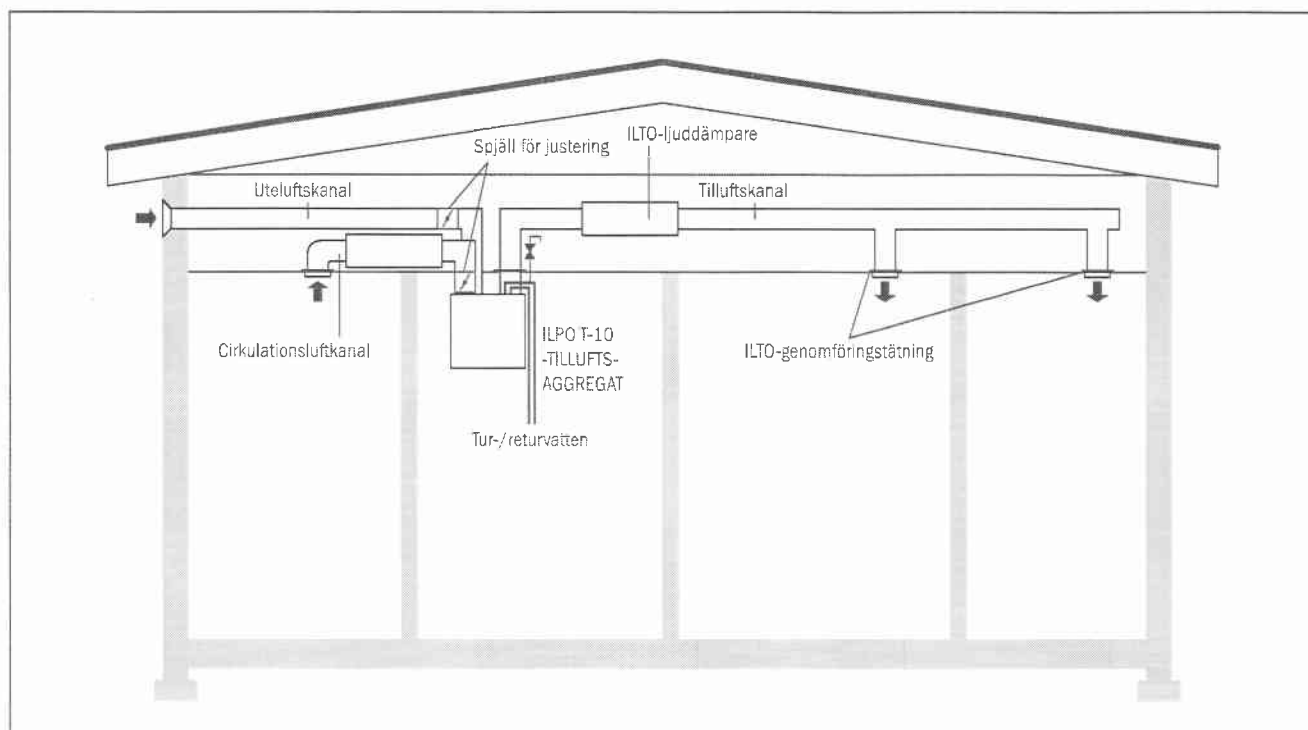 ILTO-ljuddämpare
Spjäll för justering
Uteluftskanal
Tilluftskanal
Cirkulationsluftkanal
ILPO T-10
-TILLUFTS-
AGGREGAT
ILTO-genomföringstätning
Tur-/returvatten